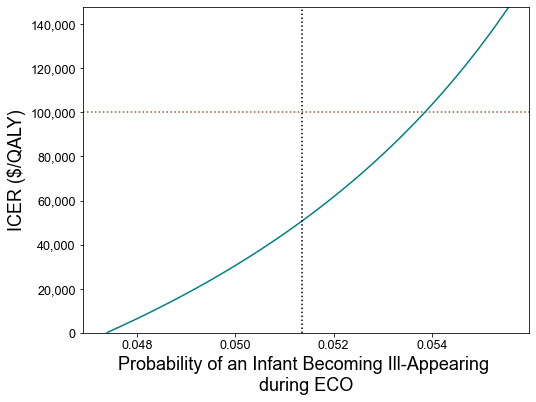 140,000
120,000
100,000
80,000
60,000
40,000
20,000
0
ICER ($/QALY)
0.048 0.050 0.052 0.054
Probability of an Infant Becoming Ill-Appearing
during ECO